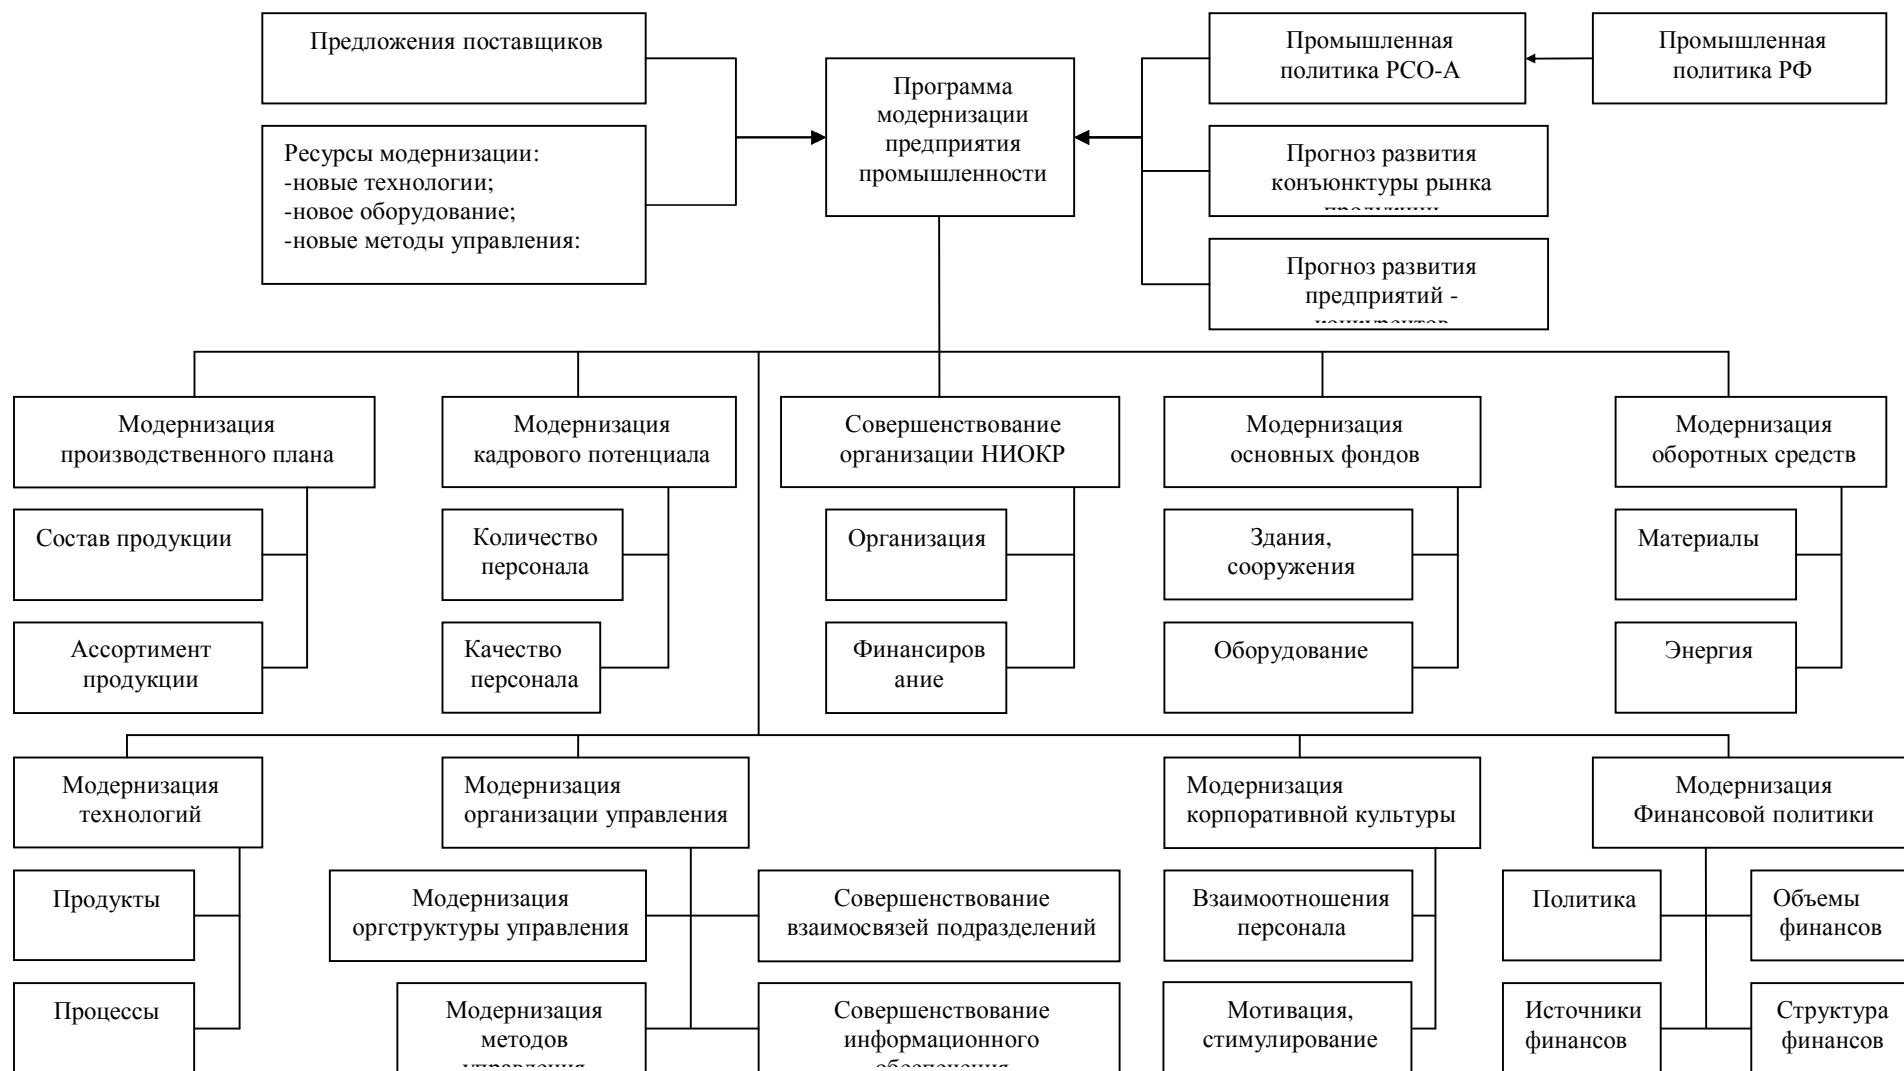 Предложения поставщиков
Ресурсы модернизации:
-новые технологии;
-новое оборудование;
-новые методы управления:
Программа
модернизации
предприятия
промышленности
Промышленная
политика РСО-А
Промышленная
политика РФ
Прогноз развития
конъюнктуры рынка
продукции
Прогноз развития
предприятий -
конкурентов
Модернизация
производственного плана
Состав продукции
Ассортимент
продукции
Модернизация
кадрового потенциала
Количество
персонала
Качество
персонала
Совершенствование
организации НИОКР
Организация
Финансиров
ание
Модернизация
основных фондов
Здания,
сооружения
Оборудование
Модернизация
оборотных средств
Материалы
Энергия
Модернизация
технологий
Продукты
Процессы
Модернизация
организации управления
Модернизация
оргструктуры управления
Совершенствование
взаимосвязей подразделений
Модернизация
методов
управления
Совершенствование
информационного
обеспечения
Модернизация
корпоративной культуры
Взаимоотношения
персонала
Мотивация,
стимулирование
Модернизация
Финансовой политики
Политика
Объемы
финансов
Источники
финансов
Структура
финансов